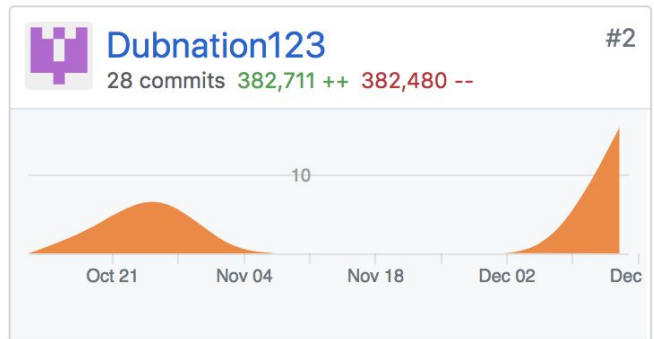 Dubnation123
#2
28 commits 382,711 ++ 382,480 --
10
Oct 21 Nov 04 Nov 18 Dec 02 Dec